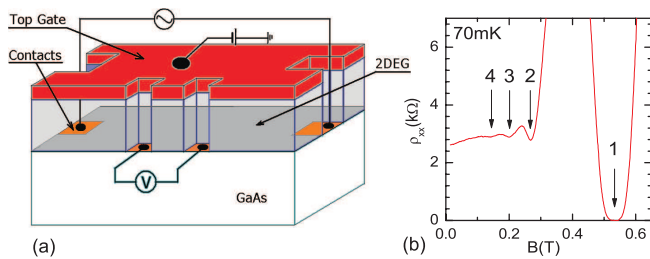 Top Gate
Contacts
2DEG
V
GaAs
(a)
70mK
6
4
2
0
ρxx(kΩ)
4 3 2
1
0.0 0.2 0.4 0.6
B(T)
(b)